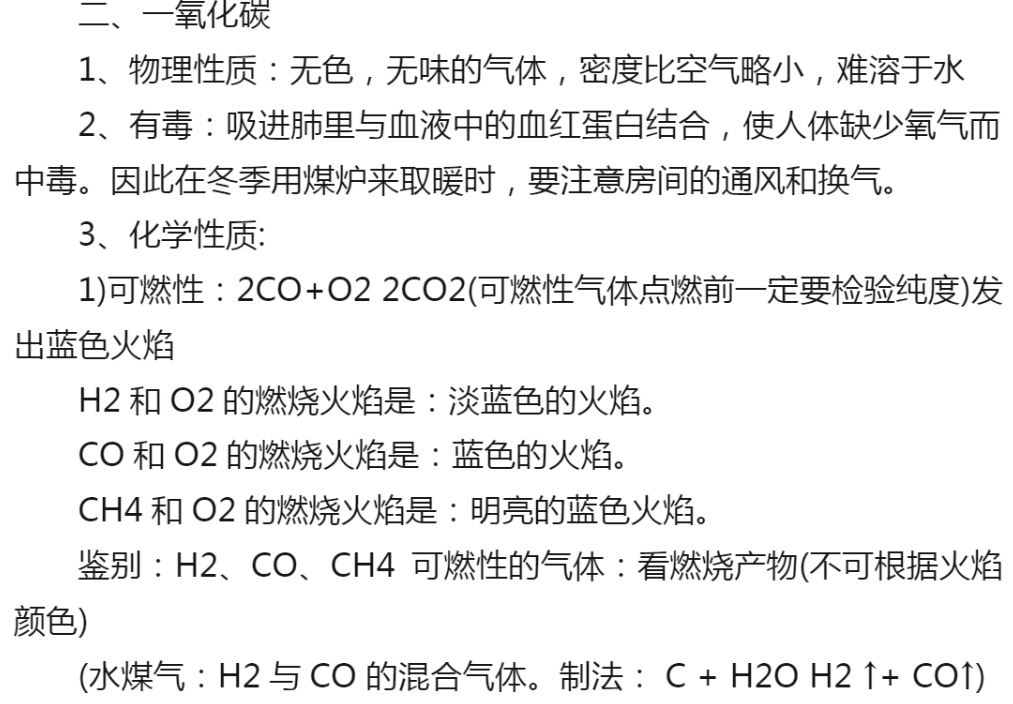 二、一氧化碳
1、物理性质：无色，无味的气体，密度比空气略小，难溶于水
2、有毒：吸进肺里与血液中的血红蛋白结合，使人体缺少氧气而
中毒。因此在冬季用煤炉来取暖时，要注意房间的通风和换气。
3、化学性质:
1)可燃性：2CO+O2 2CO2(可燃性气体点燃前一定要检验纯度)发
出蓝色火焰
H2 和 O2 的燃烧火焰是：淡蓝色的火焰。
CO 和 O2 的燃烧火焰是：蓝色的火焰。
CH4 和 O2 的燃烧火焰是：明亮的蓝色火焰。
鉴别：H2、CO、CH4 可燃性的气体：看燃烧产物(不可根据火焰
颜色)
(水煤气：H2 与 CO 的混合气体。制法： C + H2O H2 ↑+ CO↑)